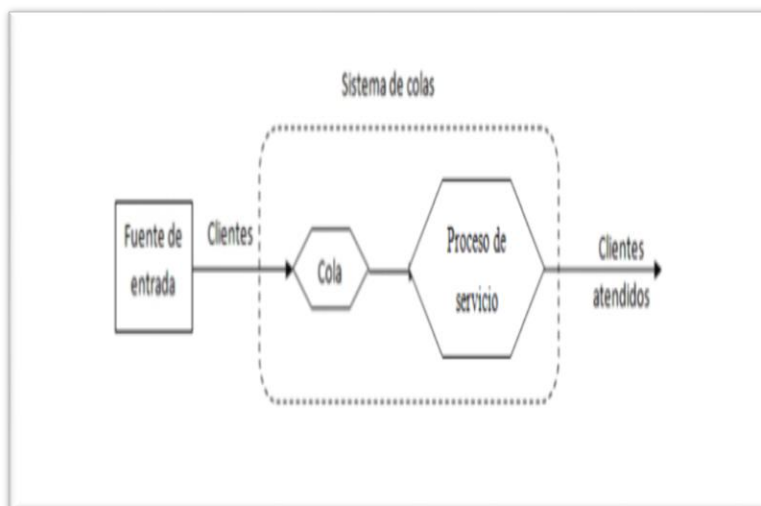 Sistema de colas
Fuente de
entrada
Clientes
Cola
Proceso de
servicio
Clientes
atendidos